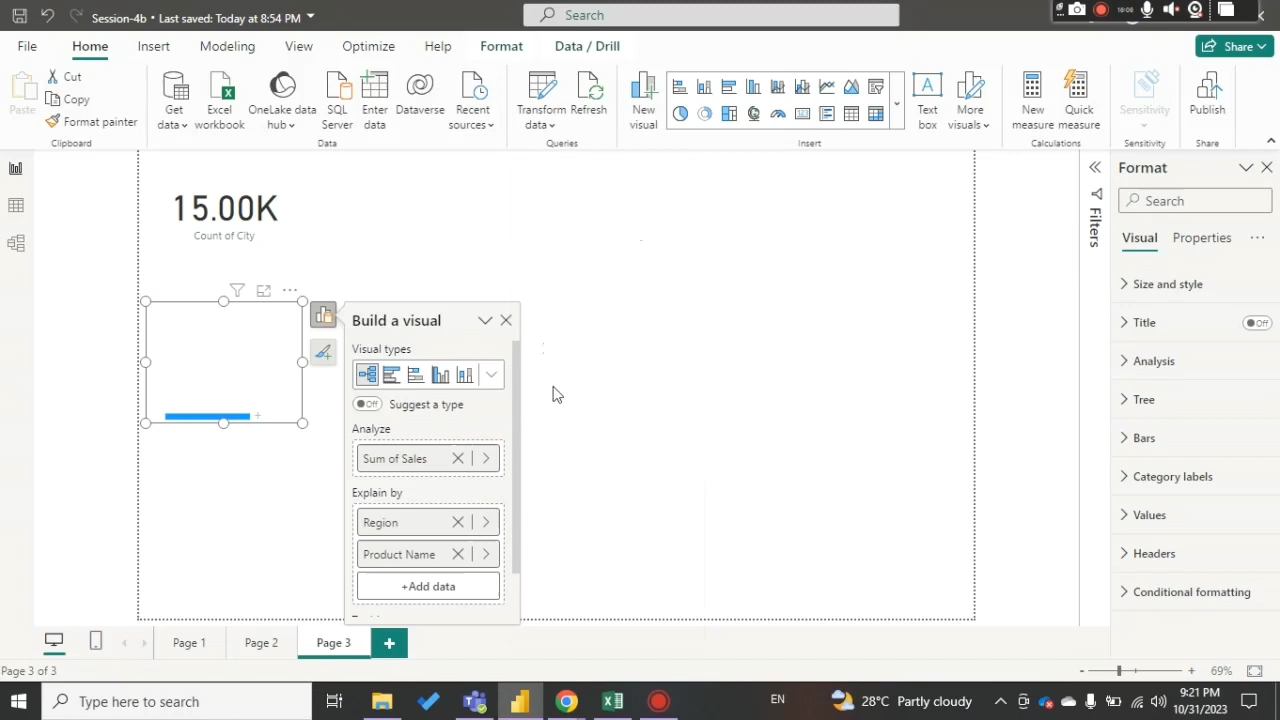 Session-4b • Last saved: Today at 8:54 PM
Search
16:06
File
Home
Insert
Modeling
View
Optimize
Help
Format
Data / Drill
Share
Paste
Cut
Copy
Format painter
Clipboard
Get data
Excel workbook
OneLake data hub
SQL Server
Enter data
Dataverse
Recent sources
Data
Transform data
Refresh
Queries
New visual
Text box
More visuals
Insert
New measure
Quick measure
Calculations
Sensitivity
Sensitivity
Publish
Share
15.00K
Count of City
Build a visual
Visual types
Off
Suggest a type
Analyze
Sum of Sales
Explain by
Region
Product Name
+Add data
Filters
Format
Search
Visual
Properties
Size and style
Title
Off
Analysis
Tree
Bars
Category labels
Values
Headers
Conditional formatting
Page 1
Page 2
Page 3
Page 3 of 3
69%
Type here to search
EN
28°C Partly cloudy
9:21 PM
10/31/2023